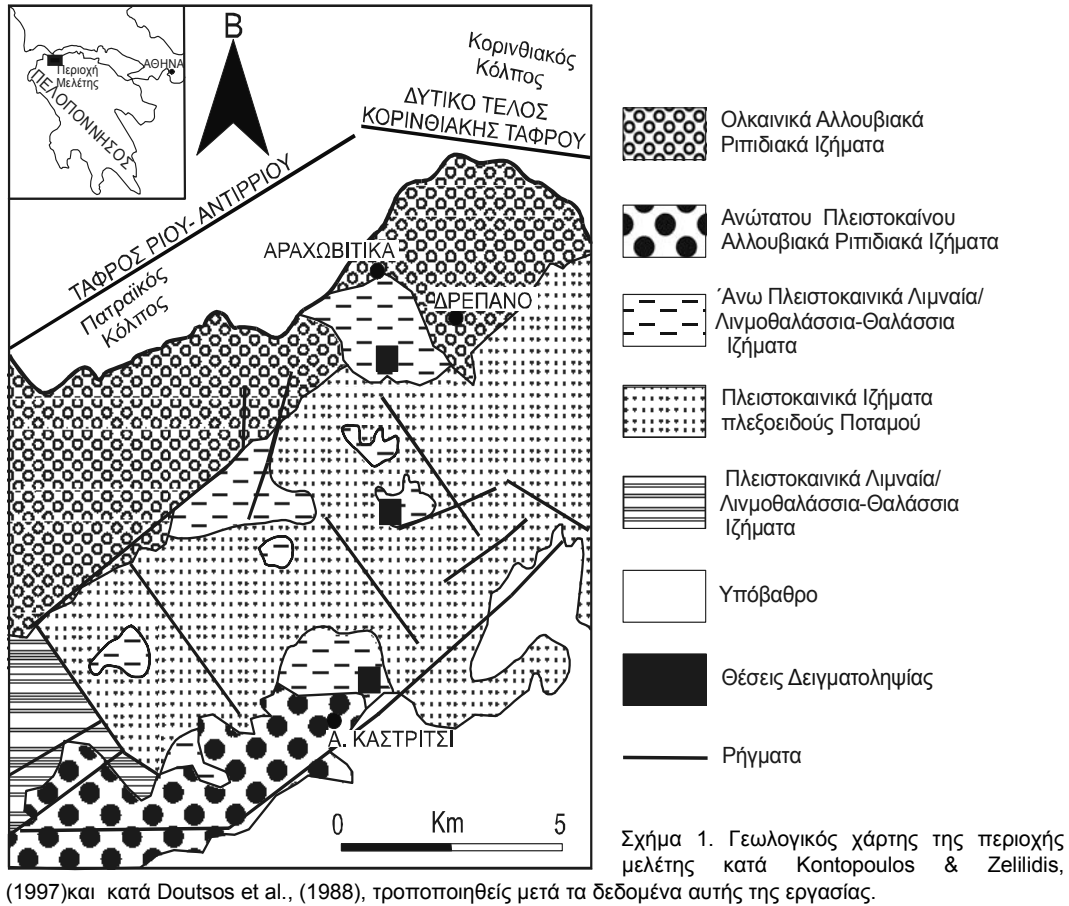 Β
Κορινθιακός
Κόλπος
ΔΥΤΙΚΟ ΤΕΛΟΣ
ΚΟΡΙΝΘΙΑΚΗΣ ΤΑΦΡΟΥ
ΑΘΗΝΑ
Περιοχή
Μελέτης
ΠΕΛΟΠΟΝΝΗΣΟΣ
ΤΑΦΡΟΣ ΡΙΟΥ- ΑΝΤΙΡΡΙΟΥ
Πατραϊκός
Κόλπος
ΑΡΑΧΩΒΙΤΙΚΑ
ΔΡΕΠΑΝΟ
Α. ΚΑΣΤΡΙΤΣΙ
0 Km 5
Ολκαινικά Αλλουβιακά
Ριπιδιακά Ιζήματα
Ανώτατου Πλειστοκαίνου
Αλλουβιακά Ριπιδιακά Ιζήματα
Άνω Πλειστοκαινικά Λιμναία/
Λινμοθαλάσσια-Θαλάσσια
Ιζήματα
Πλειστοκαινικά Ιζήματα
πλεξοειδούς Ποταμού
Πλειστοκαινικά Λιμναία/
Λινμοθαλάσσια-Θαλάσσια
Ιζήματα
Υπόβαθρο
Θέσεις Δειγματοληψίας
Ρήγματα
Σχήμα 1. Γεωλογικός χάρτης της περιοχής
μελέτης κατά Kontopoulos & Zelilidis,
(1997)και κατά Doutsos et al., (1988), τροποποιηθείς μετά τα δεδομένα αυτής της εργασίας.